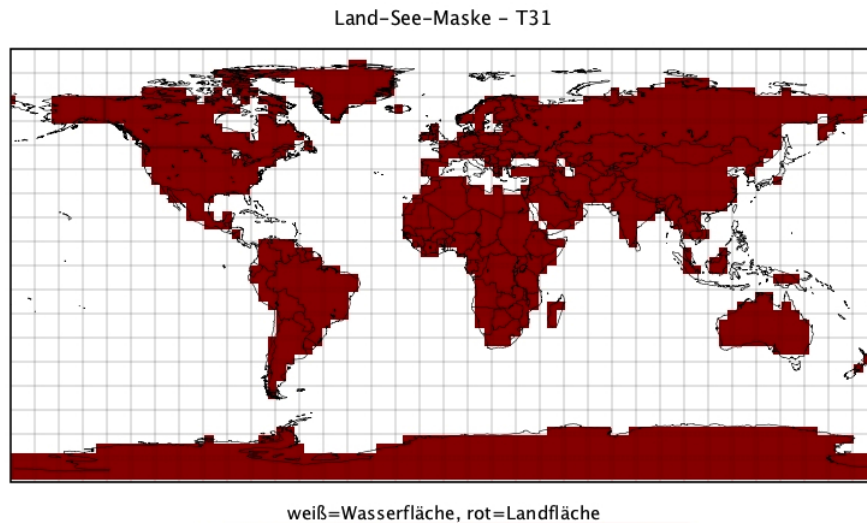 Land-See-Maske – T31
weiß=Wasserfläche, rot=Landfläche